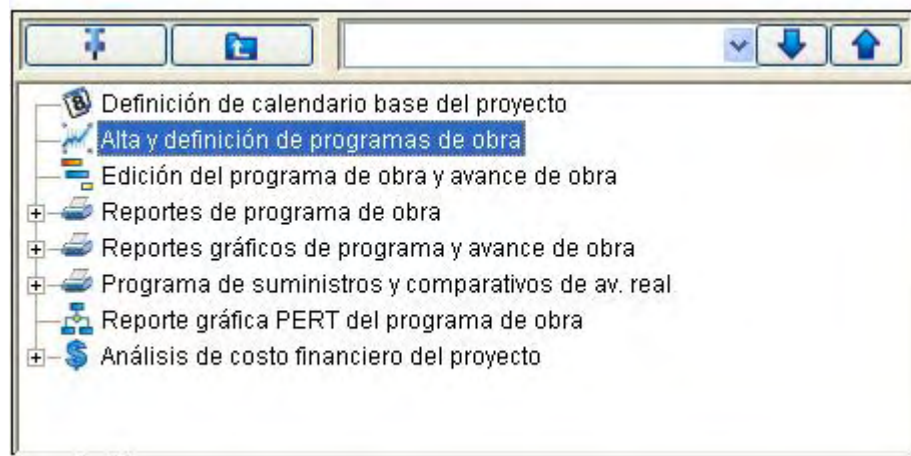 Definición de calendario base del proyecto
Alta y definición de programas de obra
Edición del programa de obra y avance de obra
Reportes de programa de obra
Reportes gráficos de programa y avance de obra
Programa de suministros y comparativos de av. real
Reporte gráfica PERT del programa de obra
Análisis de costo financiero del proyecto